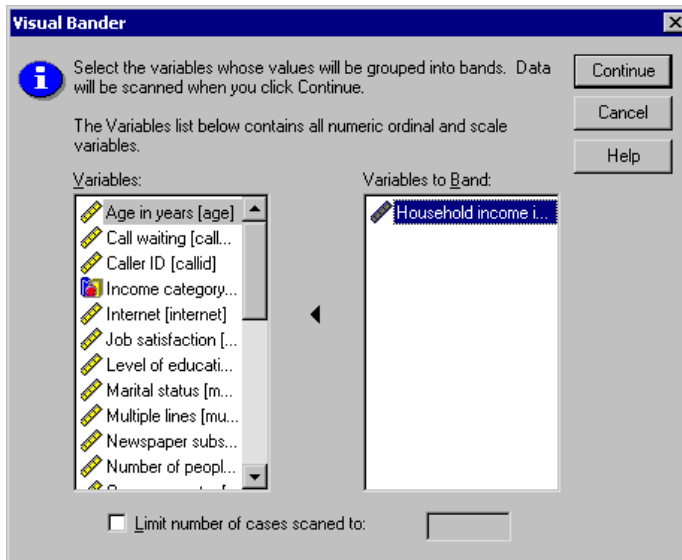 Visual Bander
Select the variables whose values will be grouped into bands. Data
will be scanned when you click Continue.
The Variables list below contains all numeric ordinal and scale
variables.
Continue
Cancel
Help
Variables:
Age in years [age]
Call waiting [call...
Caller ID [callid]
Income category...
Internet [internet]
Job satisfaction [...
Level of educati...
Marital status [m...
Multiple lines [mu...
Newspaper subs...
Number of peopl...
Variables to Band:
Household income i...
Limit number of cases scaned to: